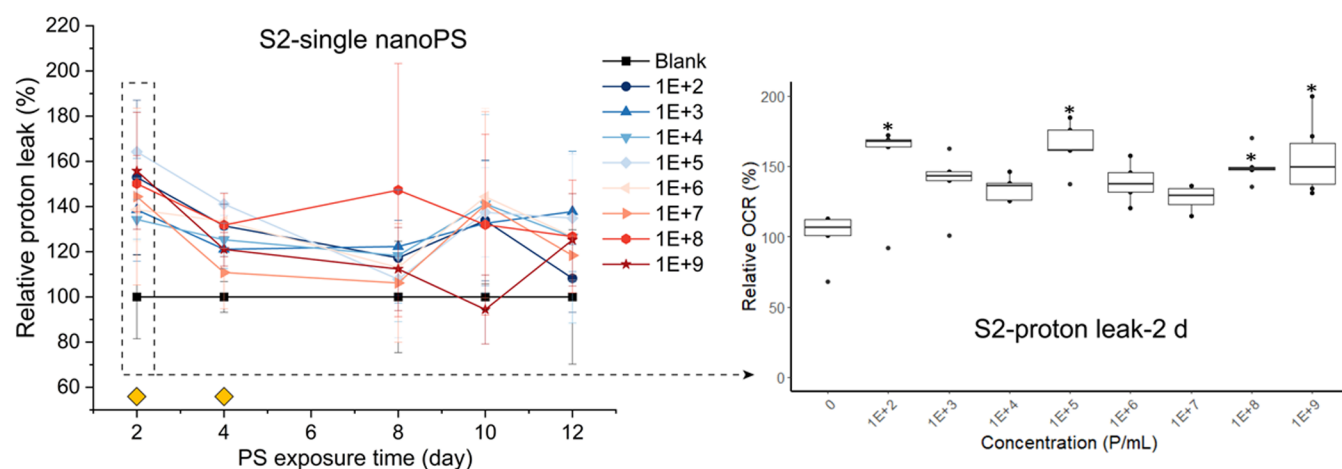 S2-single nanoPS
Relative proton leak (%)
220
200
180
160
140
120
100
80
60
2
4
6
8
10
12
PS exposure time (day)
Blank
1E+2
1E+3
1E+4
1E+5
1E+6
1E+7
1E+8
1E+9
Relative OCR (%)
200
150
100
50
0
*
*
*
*
S2-proton leak-2 d
0
1E+2
1E+3
1E+4
1E+5
1E+6
1E+7
1E+8
1E+9
Concentration (P/mL)